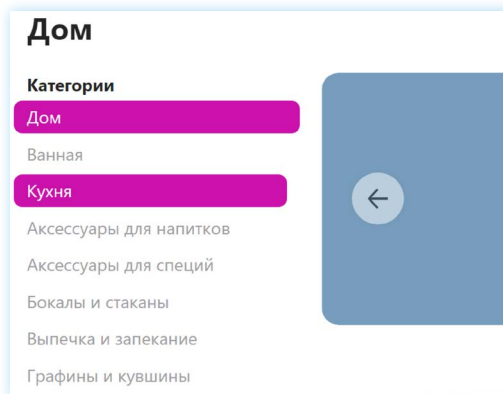 Дом
Категории
Дом
Ванная
Кухня
Аксессуары для напитков
Аксессуары для специй
Бокалы и стаканы
Выпечка и запекание
Графины и кувшины